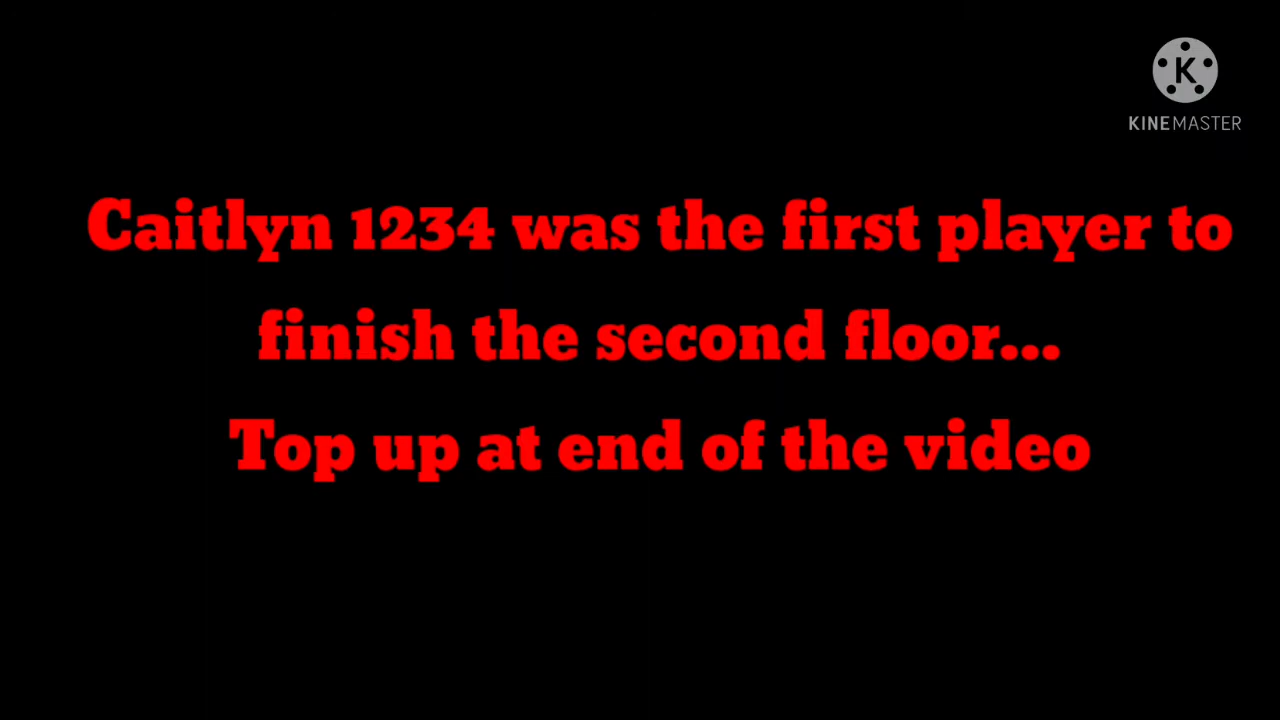 KINEMASTER
Caitlyn 1234 was the first player to
finish the second floor...
Top up at end of the video